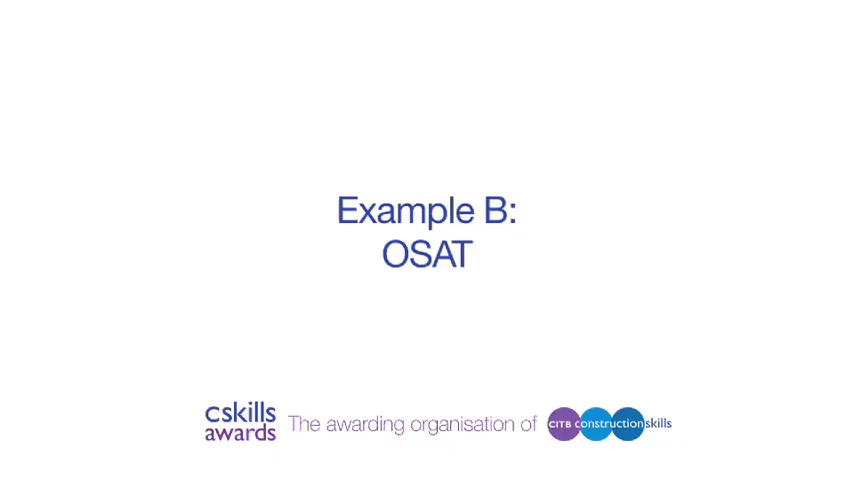 Example B:
OSAT
cskills
awards
The awarding organisation of
CITB constructionskills